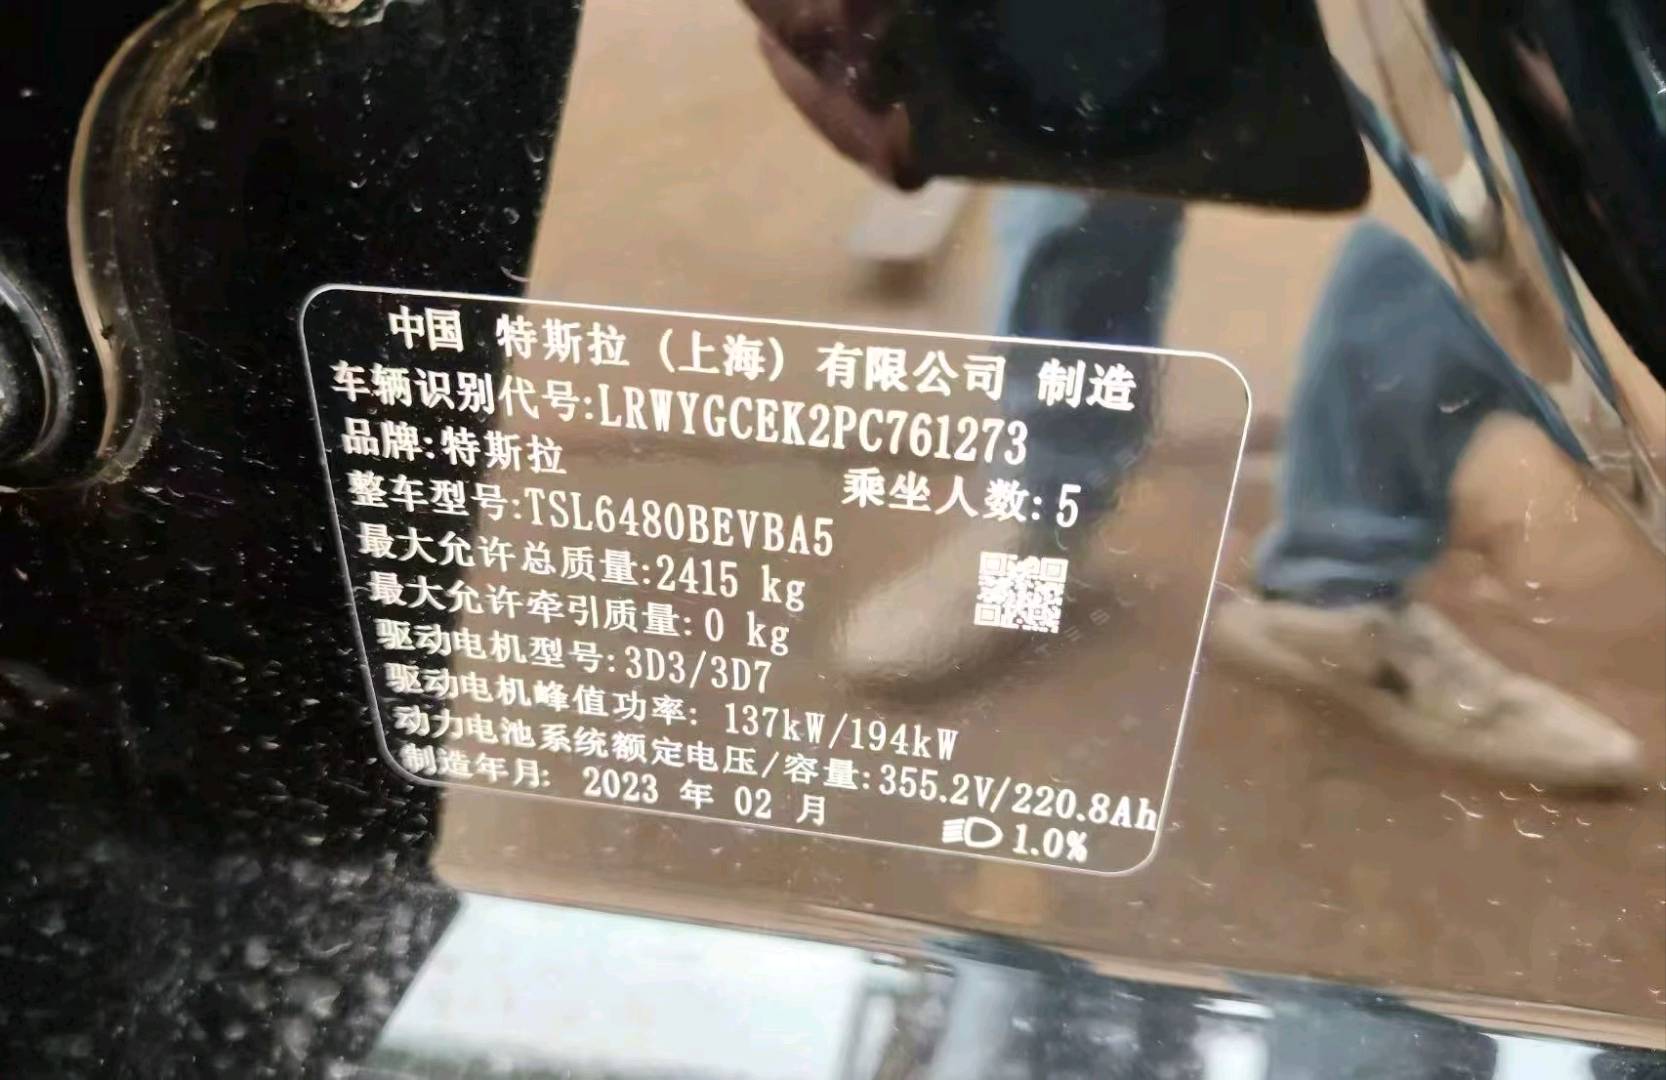 中国 特斯拉 (上海) 有限公司 制造
车辆识别代号:LRWYGCEK2PC761273
品牌:特斯拉
乘坐人数: 5
整车型号:TSL6480BEVBA5
最大允许总质量:2415 kg
最大允许牵引质量:0 kg
驱动电机型号:3D3/3D7
驱动电机峰值功率: 137kW/194kW
动力电池系统额定电压/容量:355.2V/220.8Ah
制造年月: 2023 年 02 月
1.0%